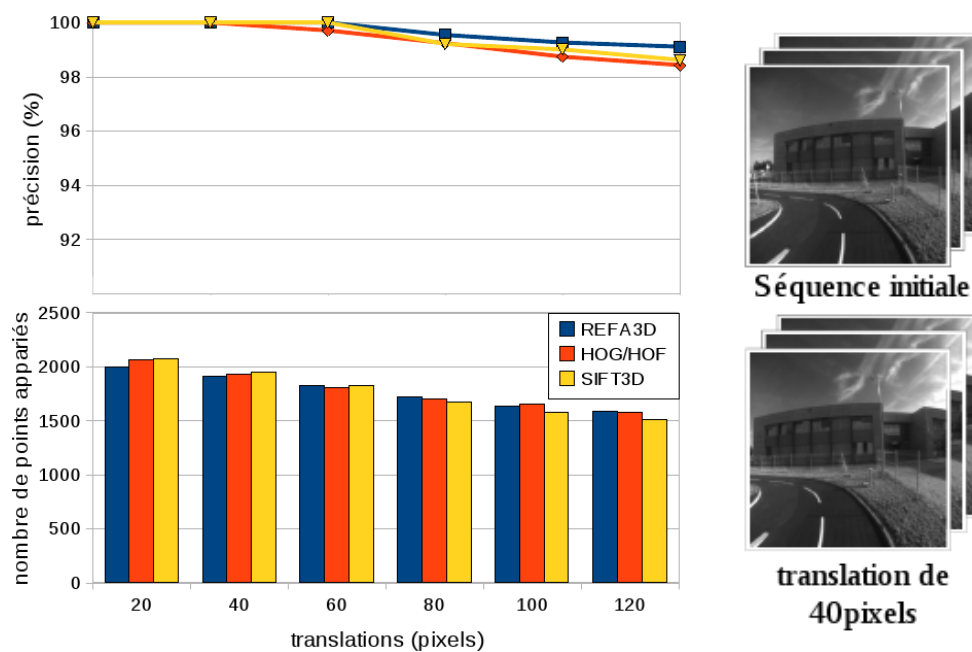 précision (%)
100
98
96
94
92
nombre de points appariés
2500
2000
1500
1000
500
0
REFA3D
HOG/HOF
SIFT3D
20 40 60 80 100 120
translations (pixels)
Séquence initiale
translation de
40pixels